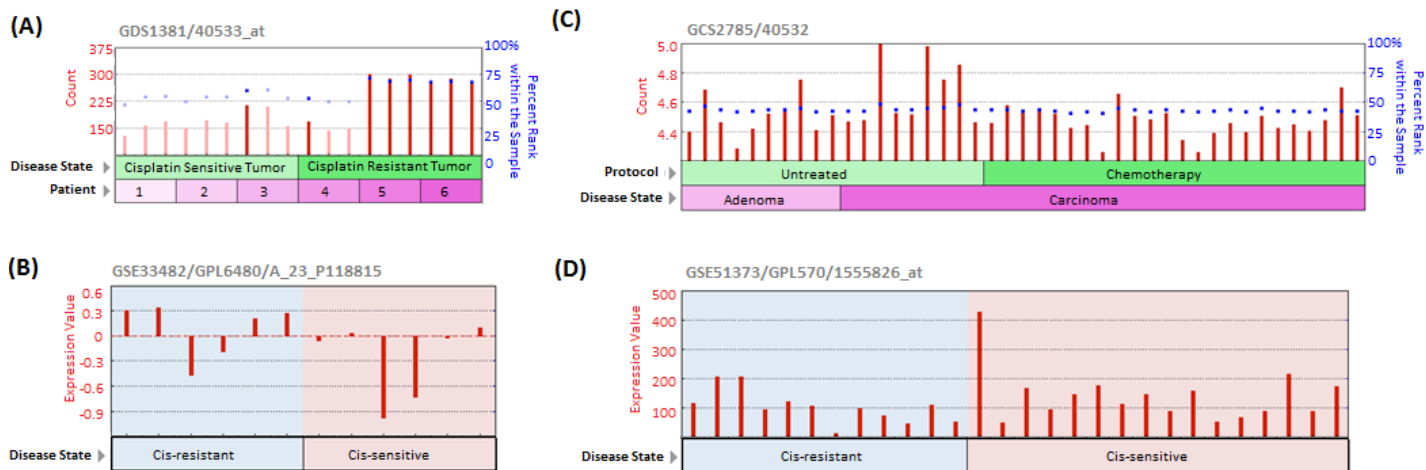 (A)
GDS1381/40533_at
375
300
225
150
Count
100%
75
50
25
0
Percent Rank
within the Sample
Disease State
Cisplatin Sensitive Tumor
Cisplatin Resistant Tumor
Patient
1
2
3
4
5
6
(C)
GCS2785/40532
5.0
4.8
4.6
4.4
Count
100%
75
50
25
0
Percent Rank
within the Sample
Protocol
Untreated
Chemotherapy
Disease State
Adenoma
Carcinoma
(B)
GSE33482/GPL6480/A_23_P118815
0.6
0.3
0
-0.3
-0.6
-0.9
Expression Value
Disease State
Cis-resistant
Cis-sensitive
(D)
GSE51373/GPL570/1555826_at
500
400
300
200
100
Expression Value
Disease State
Cis-resistant
Cis-sensitive